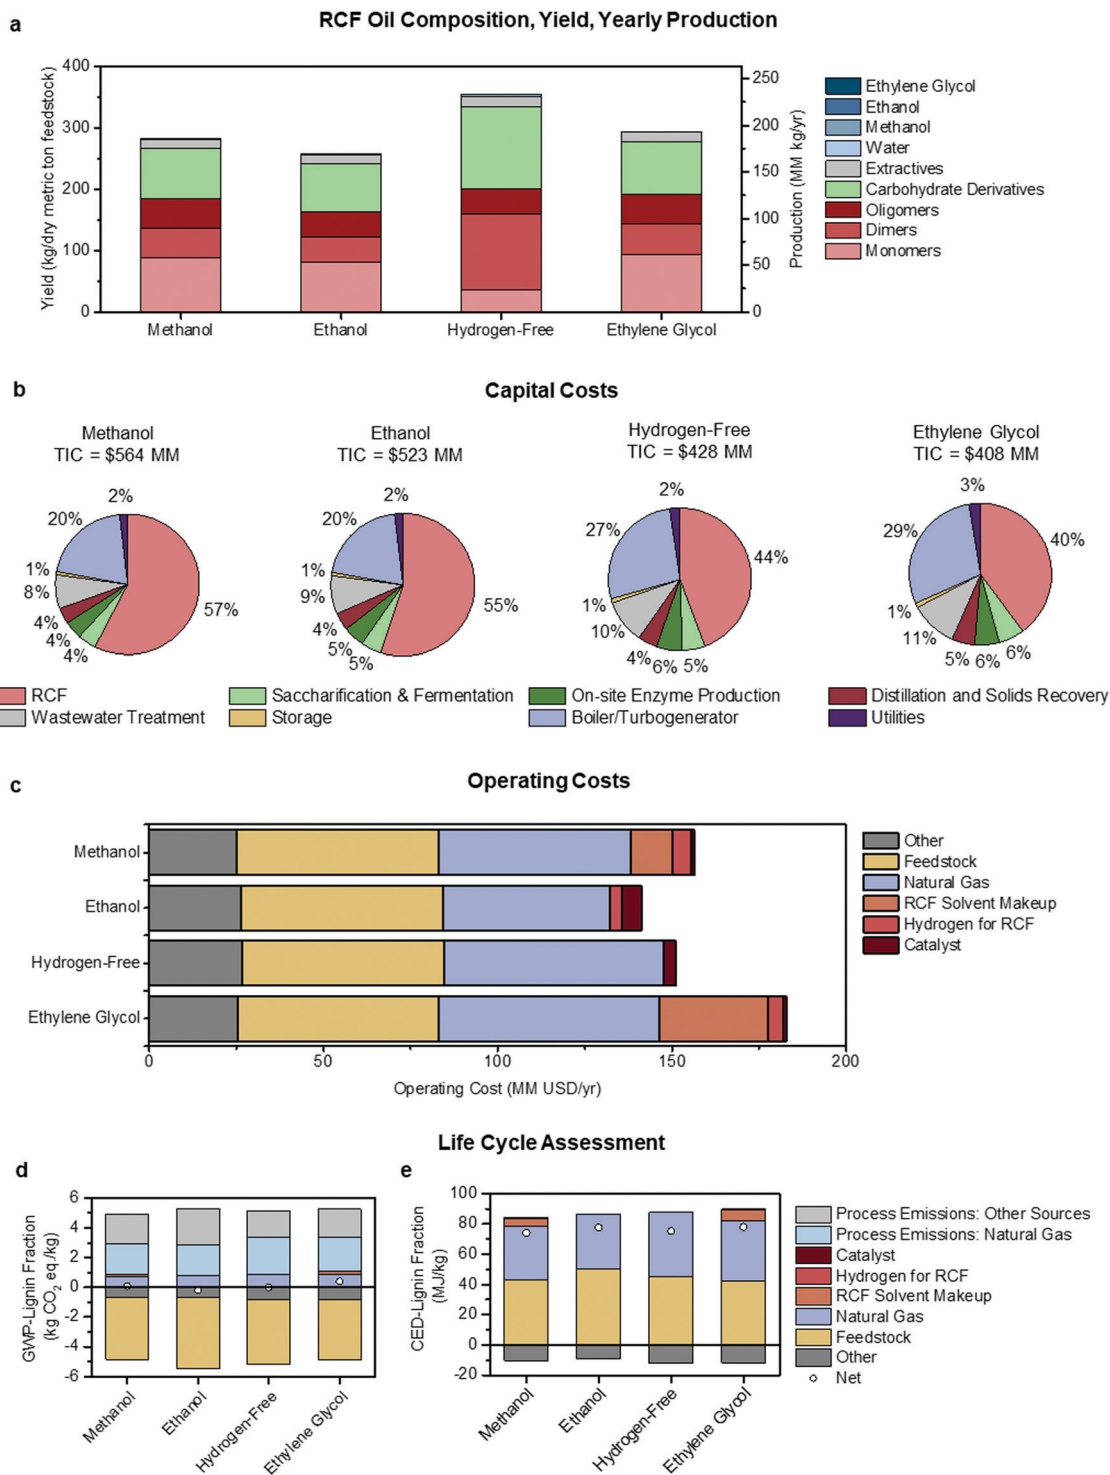 a
RCF Oil Composition, Yield, Yearly Production
Yield (kg/dry metric ton feedstock)
400
300
200
100
0
Methanol
Ethanol
Hydrogen-Free
Ethylene Glycol
250
200
150
100
50
0
Production (MM kg/yr)
Ethylene Glycol
Ethanol
Methanol
Water
Extractives
Carbohydrate Derivatives
Oligomers
Dimers
Monomers
b
Capital Costs
Methanol
TIC = $564 MM
2%
20%
1%
8%
4%
4%
4%
57%
Ethanol
TIC = $523 MM
2%
20%
1%
9%
4%
5%
5%
55%
Hydrogen-Free
TIC = $428 MM
2%
27%
1%
10%
4%
6%
5%
44%
Ethylene Glycol
TIC = $408 MM
3%
29%
1%
11%
5%
6%
6%
40%
RCF
Saccharification & Fermentation
On-site Enzyme Production
Distillation and Solids Recovery
Wastewater Treatment
Storage
Boiler/Turbogenerator
Utilities
c
Operating Costs
Methanol
Ethanol
Hydrogen-Free
Ethylene Glycol
0
50
100
150
200
Operating Cost (MM USD/yr)
Other
Feedstock
Natural Gas
RCF Solvent Makeup
Hydrogen for RCF
Catalyst
Life Cycle Assessment
d
GWP-Lignin Fraction
(kg CO₂ eq./kg)
6
4
2
0
-2
-4
-6
Methanol
Ethanol
Hydrogen-Free
Ethylene Glycol
e
CED-Lignin Fraction
(MJ/kg)
100
80
60
40
20
0
-20
Methanol
Ethanol
Hydrogen-Free
Ethylene Glycol
Process Emissions: Other Sources
Process Emissions: Natural Gas
Catalyst
Hydrogen for RCF
RCF Solvent Makeup
Natural Gas
Feedstock
Other
Net